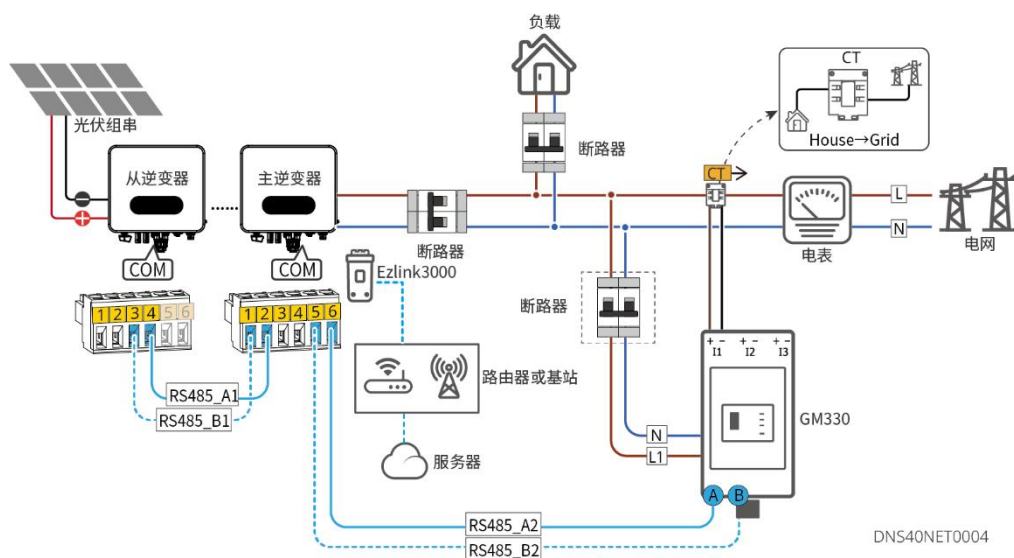 负载
CT
House→Grid
光伏组串
从逆变器
主逆变器
断路器
CT
L
N
断路器
电表
电网
COM
COM
Ezlink3000
断路器
1 2 3 4 5 6
1 2 3 4 5 6
+ - + - + -
I1 I2 I3
路由器或基站
RS485_A1
RS485_B1
GM330
N
L1
服务器
A B
RS485_A2
RS485_B2
DNS40NET0004